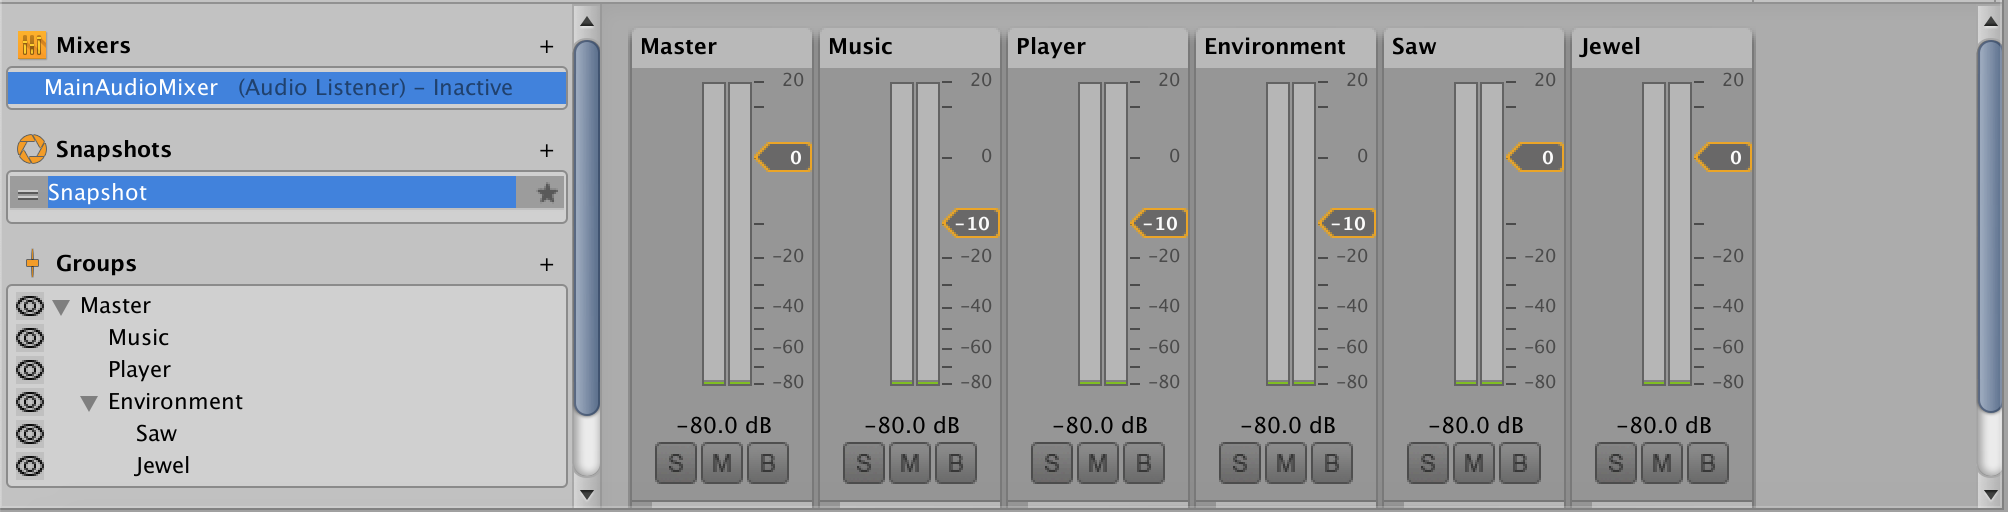 Mixers +
MainAudioMixer (Audio Listener) – Inactive
Snapshots +
Snapshot
Groups +
Master
Music
Player
Environment
Saw
Jewel
Master
20
0
-20
-40
-60
-80
-80.0 dB
S M B
Music
20
0
-10
-20
-40
-60
-80
-80.0 dB
S M B
Player
20
0
-10
-20
-40
-60
-80
-80.0 dB
S M B
Environment
20
0
-10
-20
-40
-60
-80
-80.0 dB
S M B
Saw
20
0
-20
-40
-60
-80
-80.0 dB
S M B
Jewel
20
0
-20
-40
-60
-80
-80.0 dB
S M B